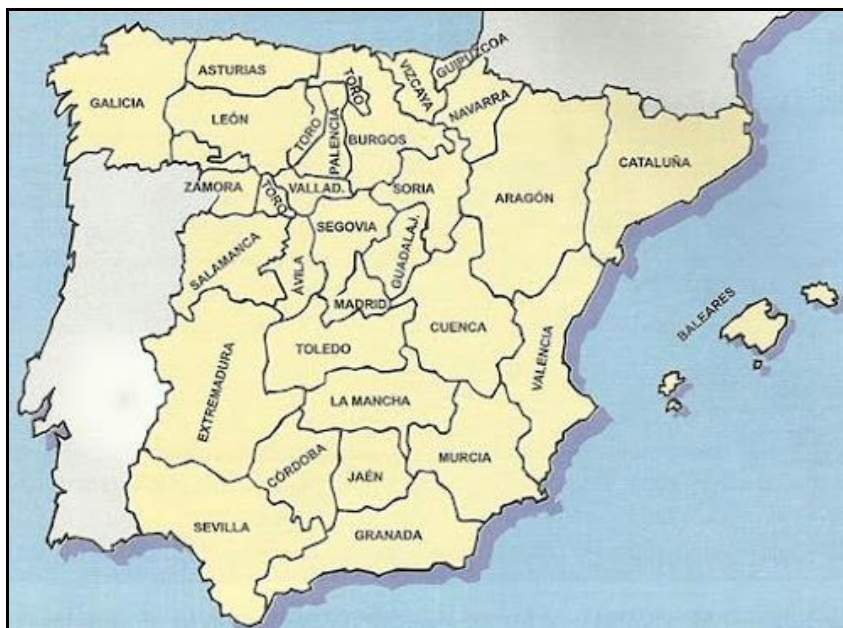 GUIPÚZCOA
VIZCAYA
ASTURIAS
TORO
NAVARRA
GALICIA
LEÓN
TORO
PALENCIA
BURGOS
CATALUÑA
ZAMORA
TORO
VALLAD.
SORIA
ARAGÓN
SEGOVIA
GUADALAJ.
SALAMANCA
ÁVILA
MADRID
BALEARES
CUENCA
TOLEDO
VALENCIA
EXTREMADURA
LA MANCHA
CÓRDOBA
JAÉN
MURCIA
SEVILLA
GRANADA